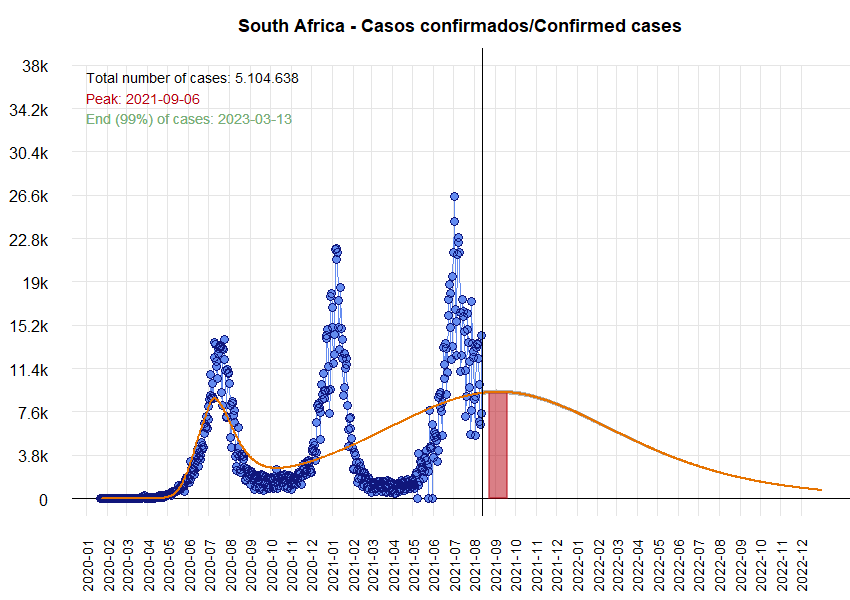 South Africa - Casos confirmados/Confirmed cases
38k
34.2k
30.4k
26.6k
22.8k
19k
15.2k
11.4k
7.6k
3.8k
0
Total number of cases: 5.104.638
Peak: 2021-09-06
End (99%) of cases: 2023-03-13
2020-01
2020-02
2020-03
2020-04
2020-05
2020-06
2020-07
2020-08
2020-09
2020-10
2020-11
2020-12
2021-01
2021-02
2021-03
2021-04
2021-05
2021-06
2021-07
2021-08
2021-09
2021-10
2021-11
2021-12
2022-01
2022-02
2022-03
2022-04
2022-05
2022-06
2022-07
2022-08
2022-09
2022-10
2022-11
2022-12